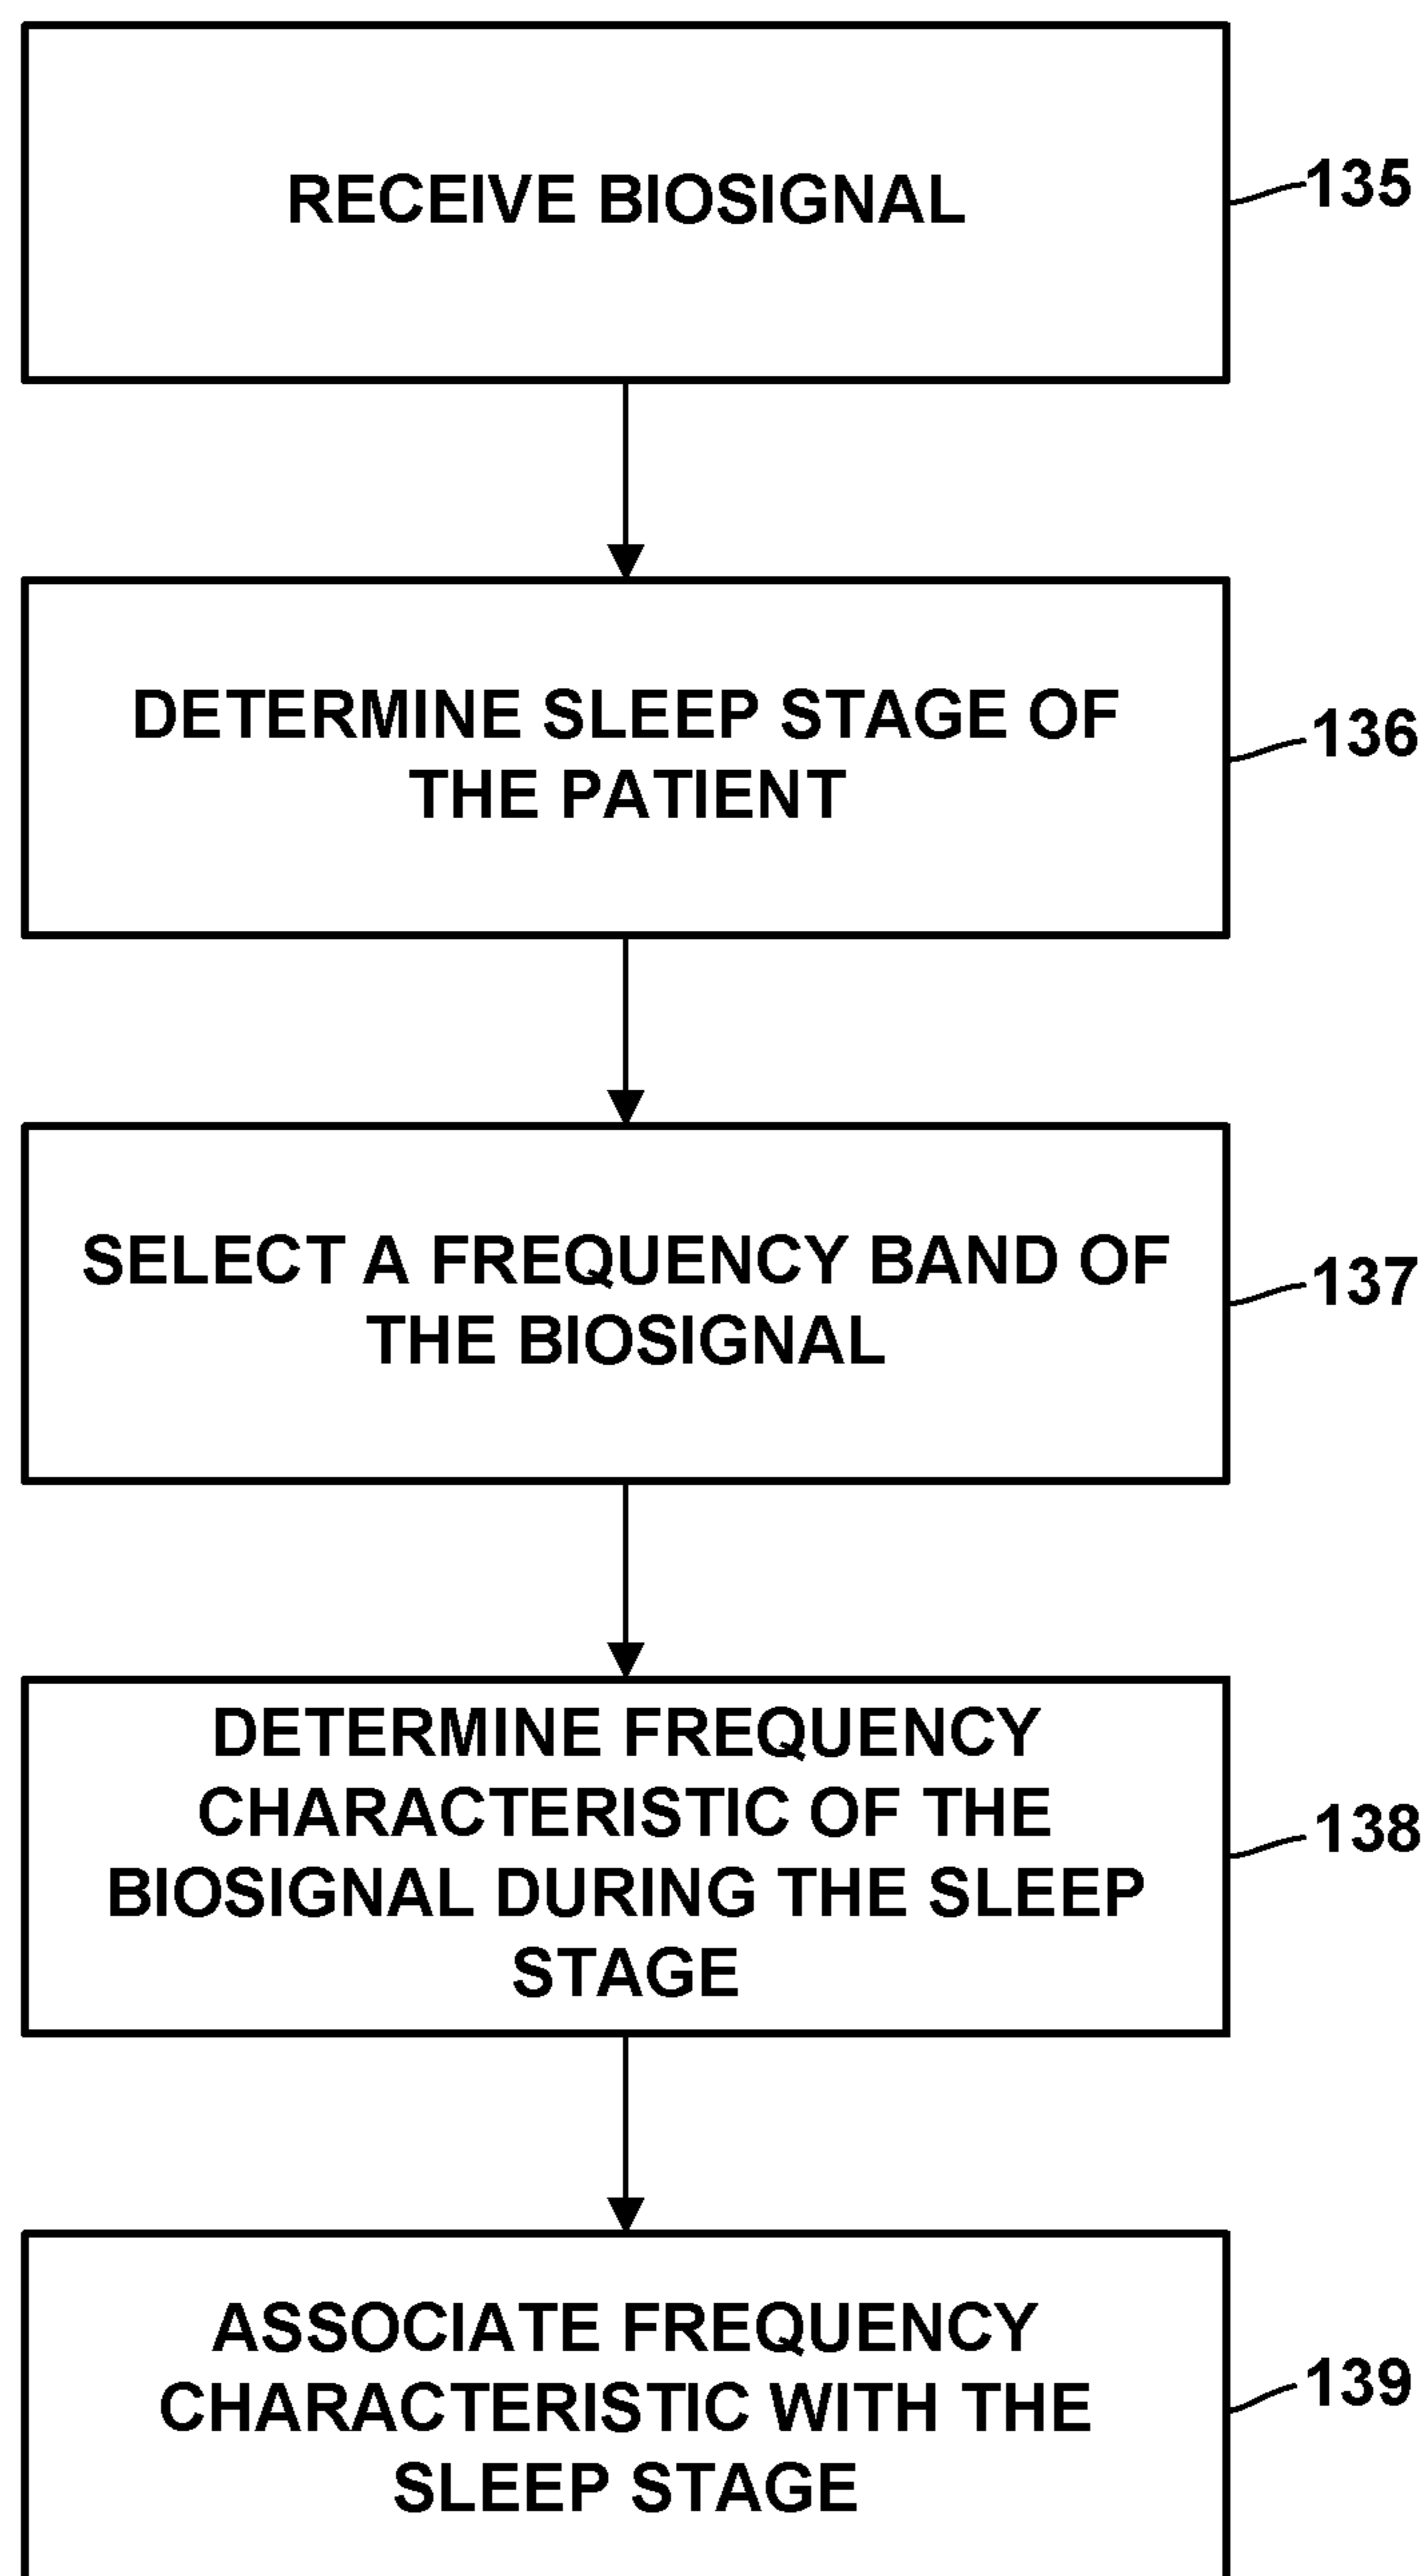 RECEIVE BIOSIGNAL
135
DETERMINE SLEEP STAGE OF
THE PATIENT
136
SELECT A FREQUENCY BAND OF
THE BIOSIGNAL
137
DETERMINE FREQUENCY
CHARACTERISTIC OF THE
BIOSIGNAL DURING THE SLEEP
STAGE
138
ASSOCIATE FREQUENCY
CHARACTERISTIC WITH THE
SLEEP STAGE
139